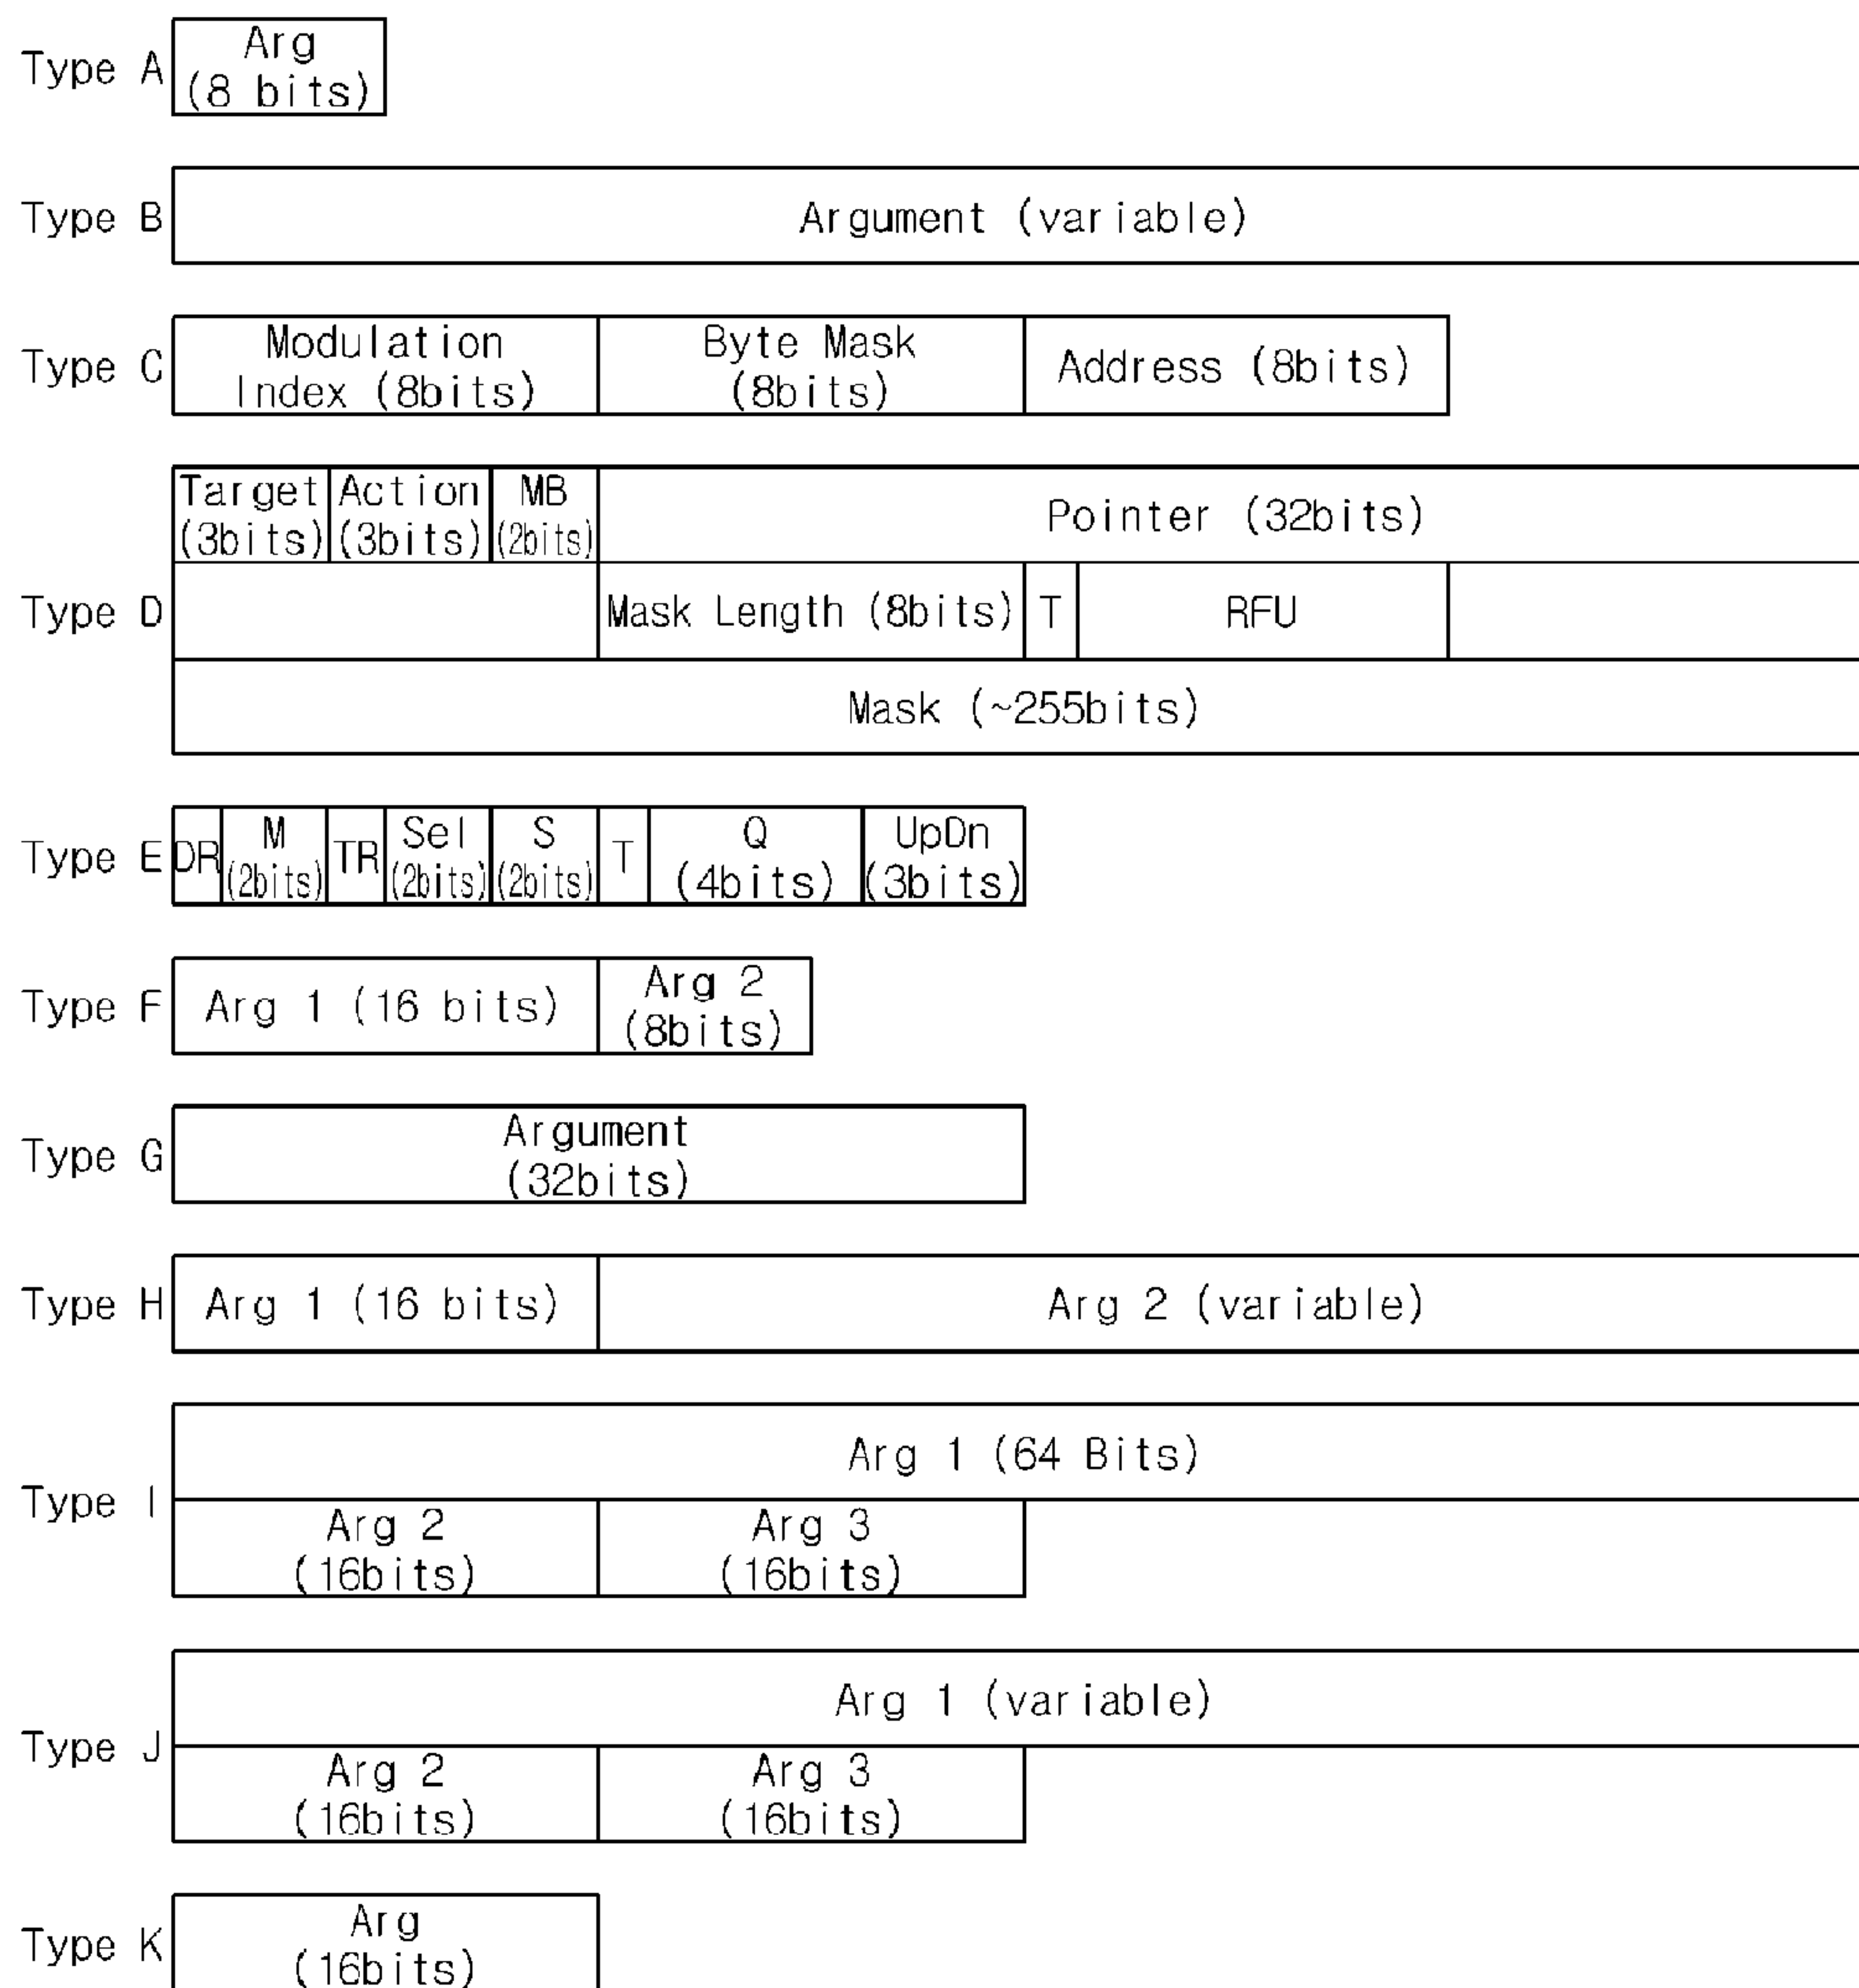 Type A
Arg
(8 bits)
Type B
Argument (variable)
Type C
Modulation
Index (8bits)
Byte Mask
(8bits)
Address (8bits)
Type D
Target
(3bits)
Action
(3bits)
MB
(2bits)
Pointer (32bits)
Mask Length (8bits)
T
RFU
Mask (~255bits)
Type E
DR
M
(2bits)
TR
Sel
(2bits)
S
(2bits)
T
Q
(4bits)
UpDn
(3bits)
Type F
Arg 1 (16 bits)
Arg 2
(8bits)
Type G
Argument
(32bits)
Type H
Arg 1 (16 bits)
Arg 2 (variable)
Type I
Arg 1 (64 Bits)
Arg 2
(16bits)
Arg 3
(16bits)
Type J
Arg 1 (variable)
Arg 2
(16bits)
Arg 3
(16bits)
Type K
Arg
(16bits)